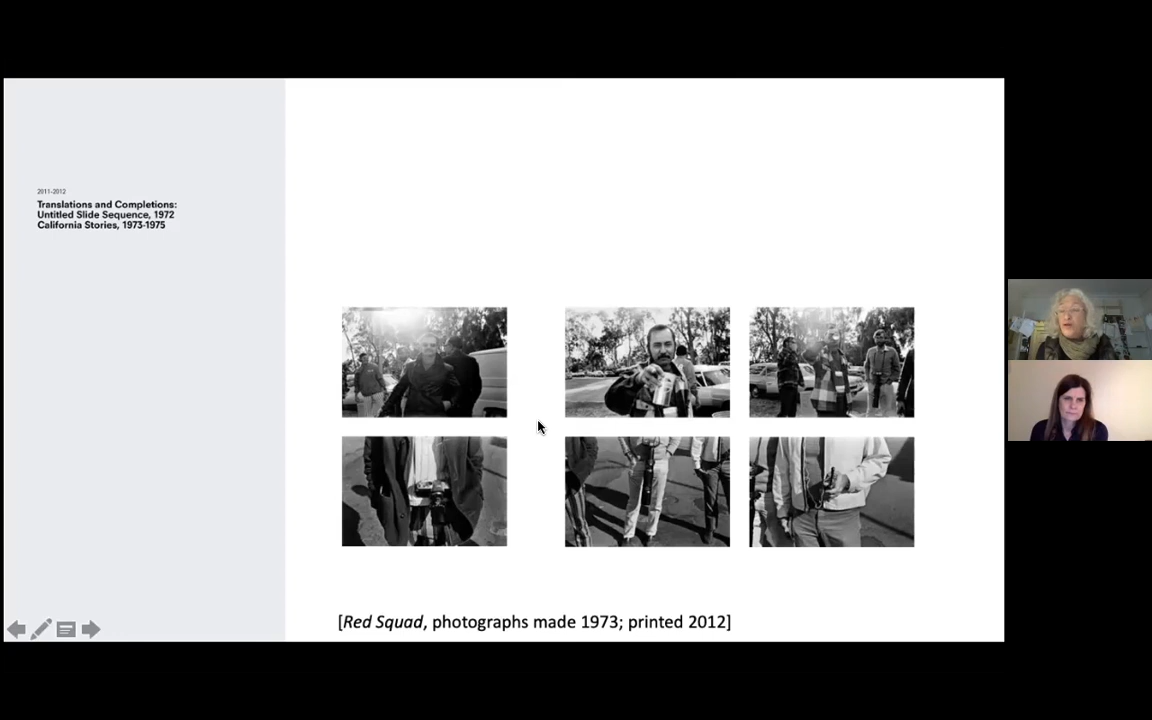 2011-2012
Translations and Completions:
Untitled Slide Sequence, 1972
California Stories, 1973-1975
[Red Squad, photographs made 1973; printed 2012]